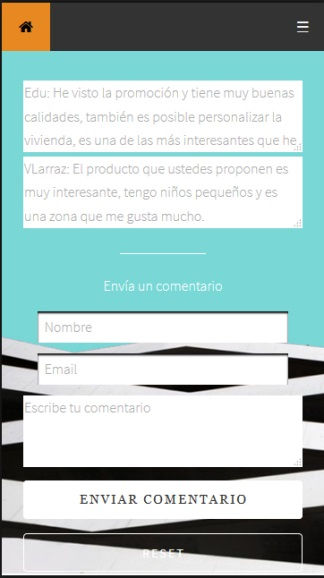 Edu: He visto la promoción y tiene muy buenas
calidades, también es posible personalizar la
vivienda, es una de las más interesantes que he
VLarraz: El producto que ustedes proponen es
muy interesante, tengo niños pequeños y es
una zona que me gusta mucho.
Envía un comentario
Nombre
Email
Escribe tu comentario
ENVIAR COMENTARIO
RESET